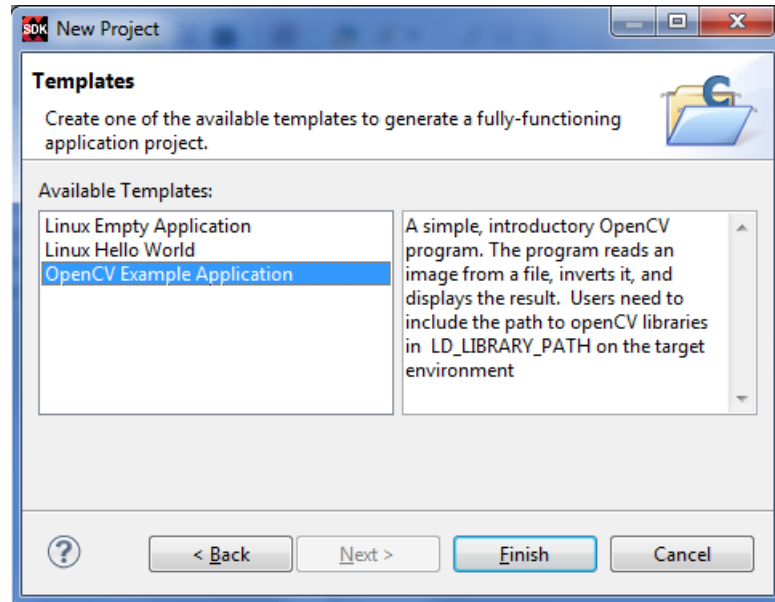 SDK New Project
Templates
Create one of the available templates to generate a fully-functioning
application project.
Available Templates:
Linux Empty Application
Linux Hello World
OpenCV Example Application
A simple, introductory OpenCV
program. The program reads an
image from a file, inverts it, and
displays the result.  Users need to
include the path to openCV libraries
in  LD_LIBRARY_PATH on the target
environment
? < Back Next > Finish Cancel